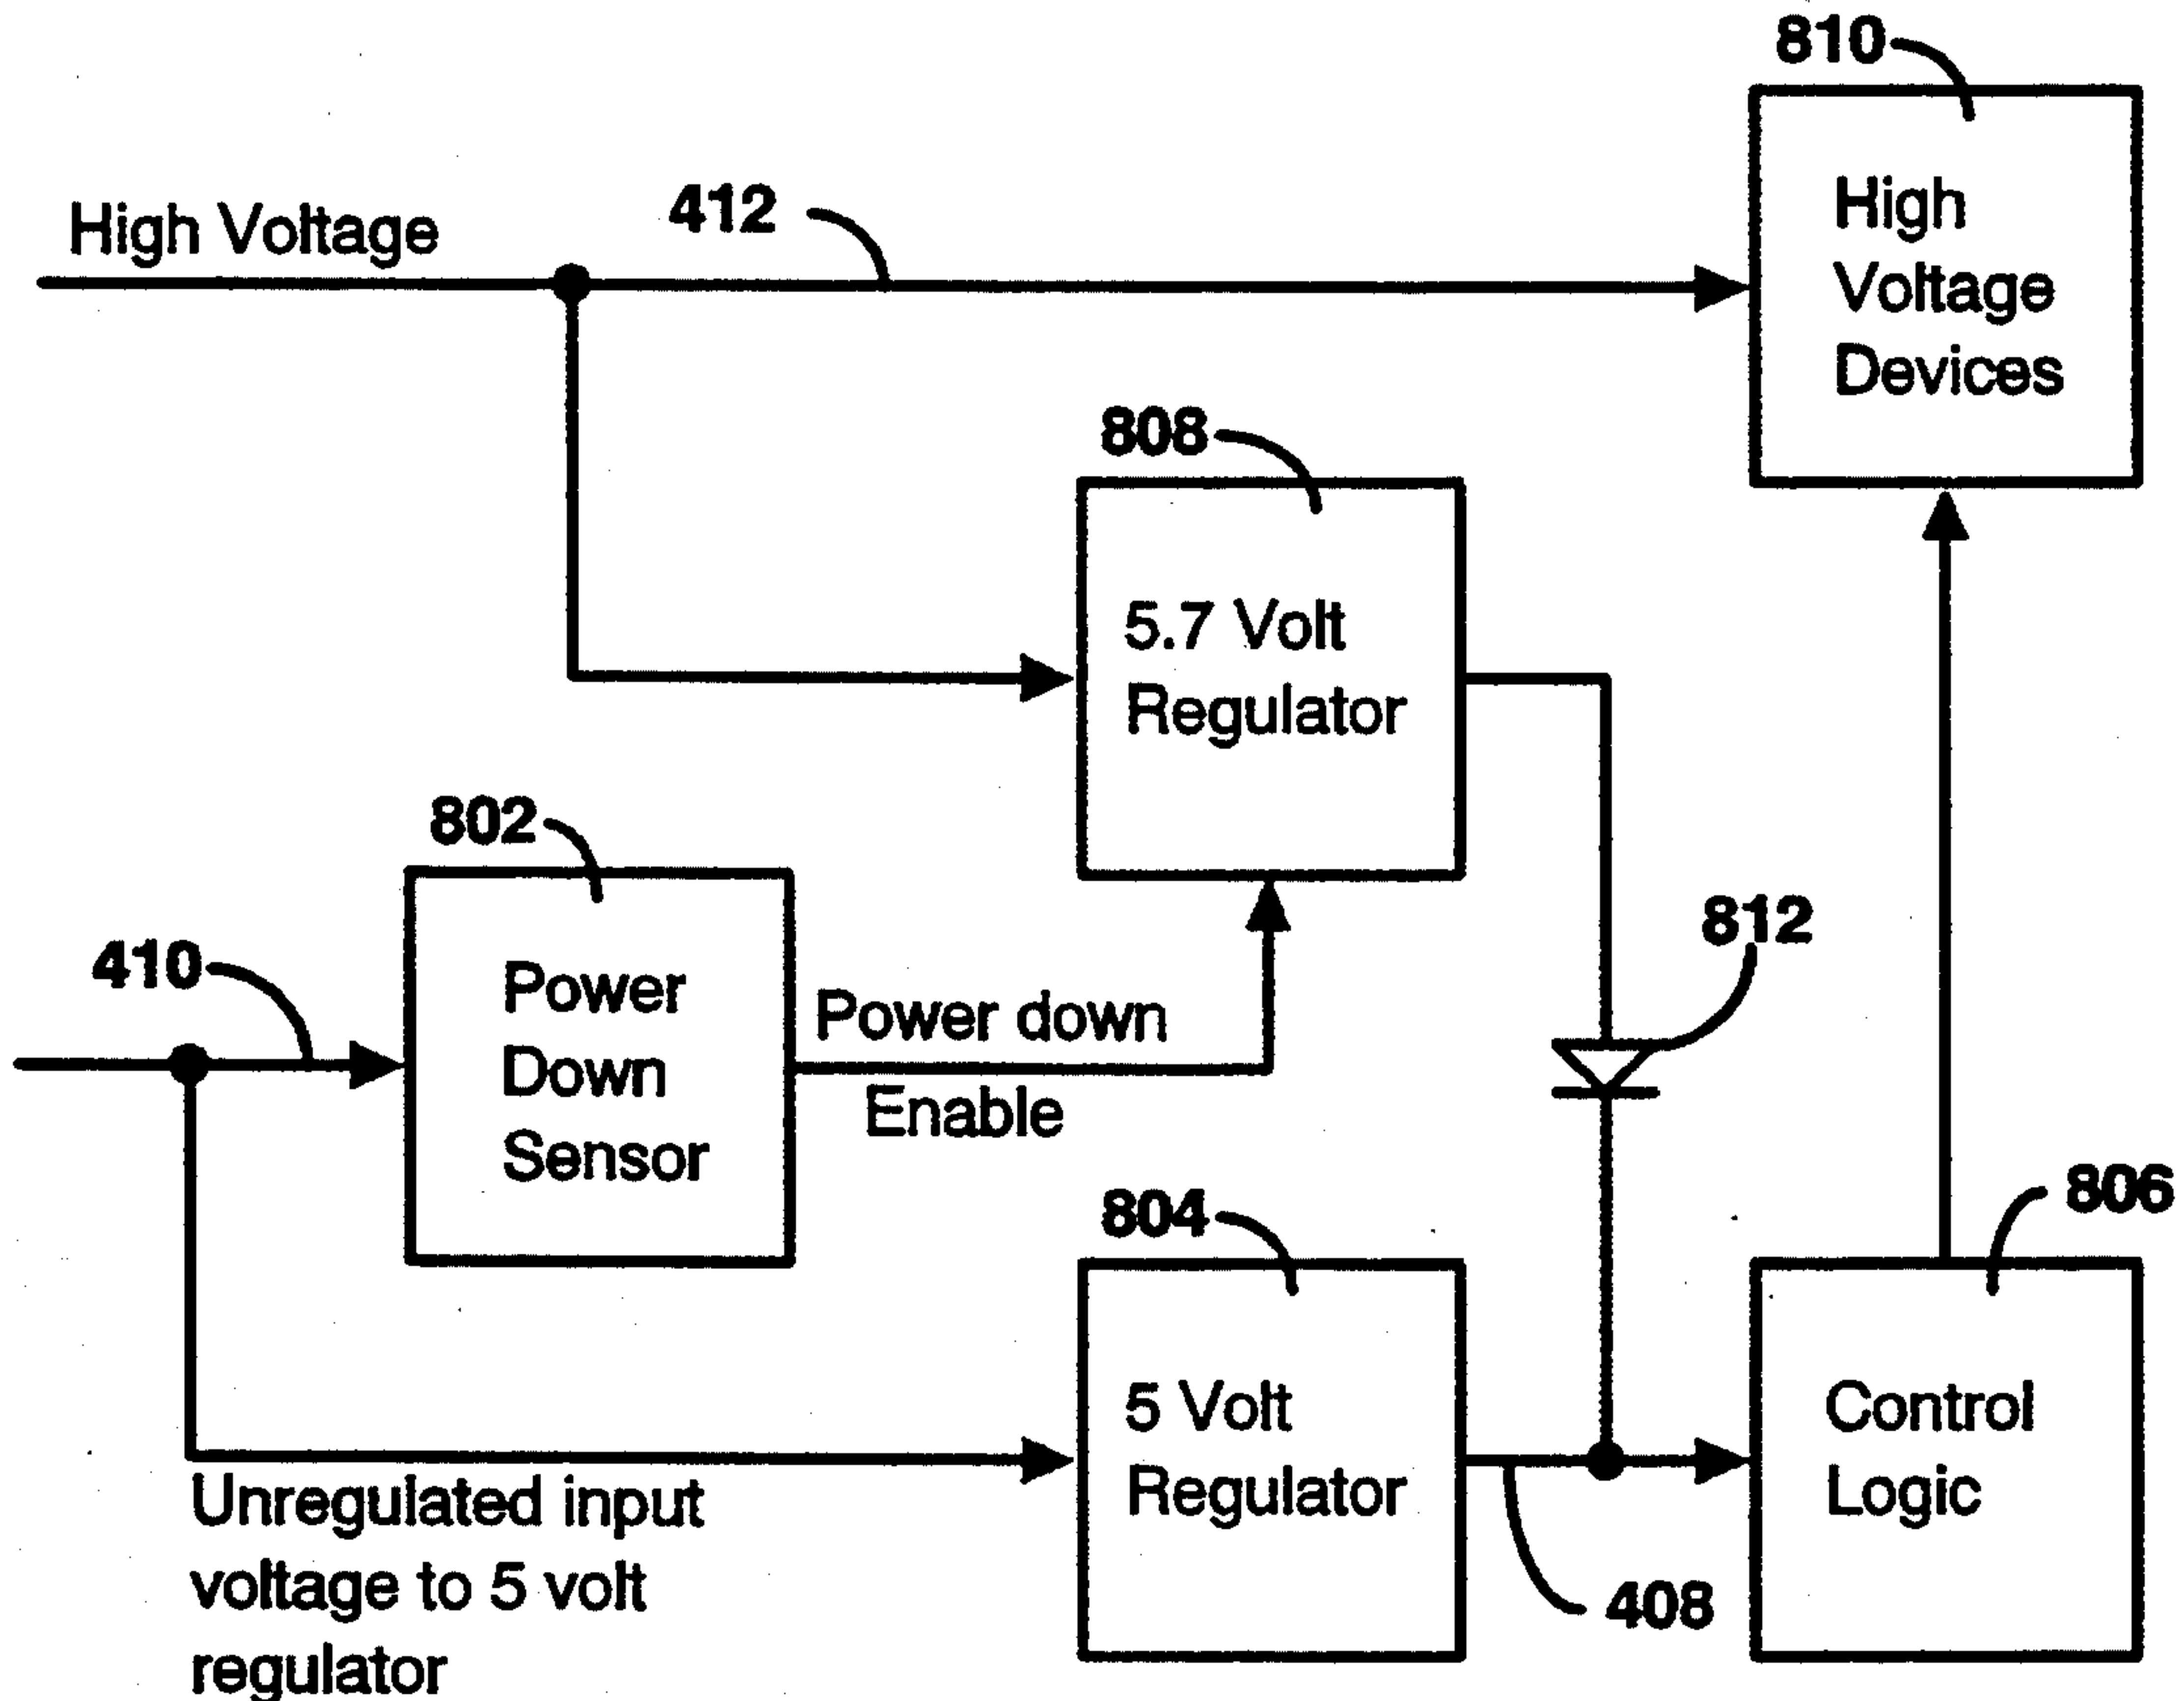 810
High
Voltage
Devices
High Voltage
412
808
5.7 Volt
Regulator
802
Power
Down
Sensor
410
Power down
Enable
812
804
5 Volt
Regulator
806
Control
Logic
408
Unregulated input
voltage to 5 volt
regulator